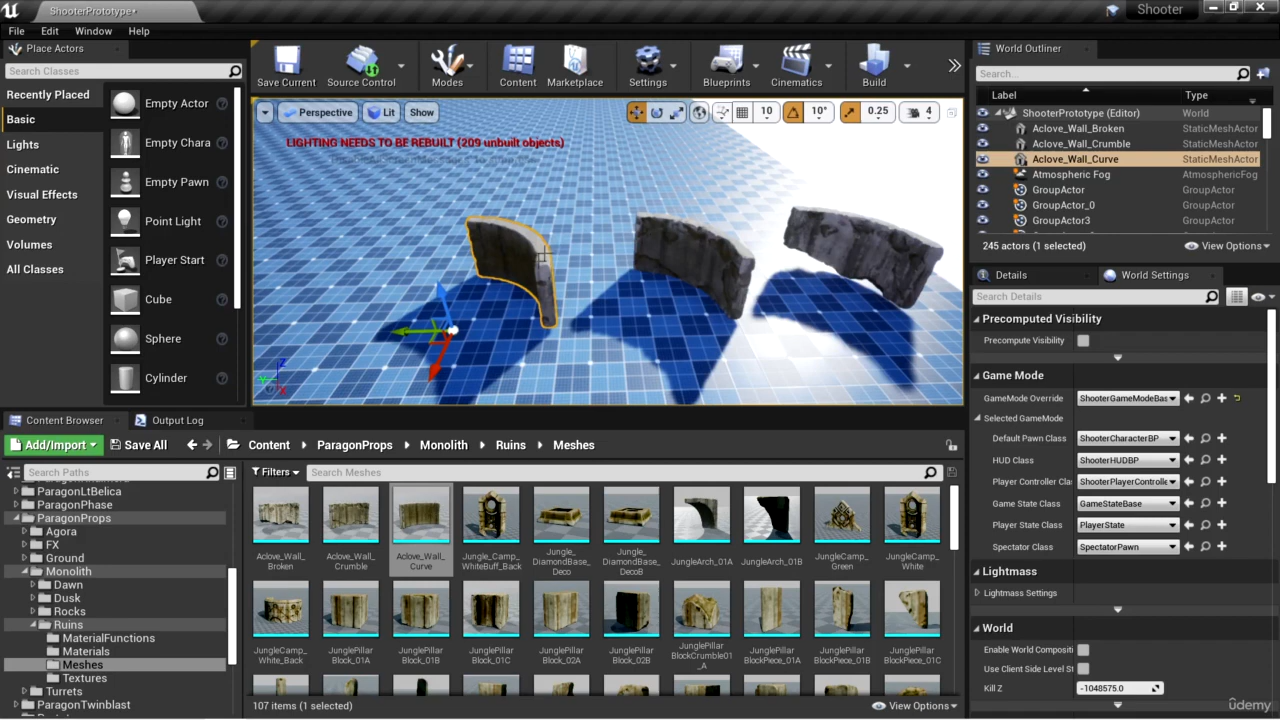 ShooterPrototype•
Shooter
File Edit Window Help
Place Actors
Search Classes
Recently Placed
Basic
Lights
Cinematic
Visual Effects
Geometry
Volumes
All Classes
Empty Actor
Empty Chara
Empty Pawn
Point Light
Player Start
Cube
Sphere
Cylinder
Save Current
Source Control
Modes
Content
Marketplace
Settings
Blueprints
Cinematics
Build
Perspective Lit Show
10 10° 0.25 4
LIGHTING NEEDS TO BE REBUILT (209 unbuilt objects)
World Outliner
Search...
Label Type
ShooterPrototype (Editor) World
Aclove_Wall_Broken StaticMeshActor
Aclove_Wall_Crumble StaticMeshActor
Aclove_Wall_Curve StaticMeshActor
Atmospheric Fog AtmosphericFog
GroupActor GroupActor
GroupActor_0 GroupActor
GroupActor3 GroupActor
245 actors (1 selected) View Options
Details World Settings
Search Details
Precomputed Visibility
Precompute Visibility
Game Mode
GameMode Override ShooterGameModeBas
Selected GameMode
Default Pawn Class ShooterCharacterBP
HUD Class ShooterHUDBP
Player Controller Cla ShooterPlayerControlle
Game State Class GameStateBase
Player State Class PlayerState
Spectator Class SpectatorPawn
Lightmass
Lightmass Settings
World
Enable World Compositi
Use Client Side Level St
Kill Z -1048575.0
Content Browser Output Log
Add/Import Save All Content ParagonProps Monolith Ruins Meshes
Search Paths
Filters Search Meshes
ParagonLtBelica
ParagonPhase
ParagonProps
Agora
FX
Ground
Monolith
Dawn
Dusk
Rocks
Ruins
MaterialFunctions
Materials
Meshes
Textures
Turrets
ParagonTwinblast
Aclove_Wall_
Broken
Aclove_Wall_
Crumble
Aclove_Wall_
Curve
Jungle_Camp_
WhiteBuff_Back
Jungle_
DiamondBase_
Deco
Jungle_
DiamondBase_
DecoB
JungleArch_01A
JungleArch_01B
JungleCamp_
Green
JungleCamp_
White
JungleCamp_
White_Back
JunglePillar
Block_01A
JunglePillar
Block_01B
JunglePillar
Block_01C
JunglePillar
Block_02A
JunglePillar
Block_02B
JunglePillar
BlockCrumble01
_A
JunglePillar
BlockPiece_01A
JunglePillar
BlockPiece_01B
JunglePillar
BlockPiece_01C
107 items (1 selected) View Options
ûdemy